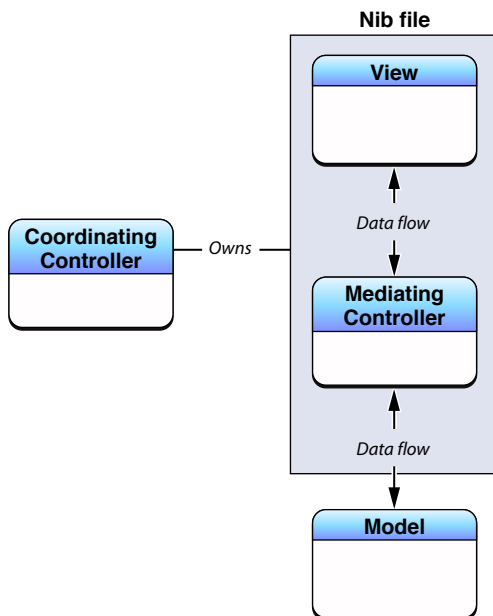 Nib file
View
Data flow
Coordinating
Controller
Owns
Mediating
Controller
Data flow
Model